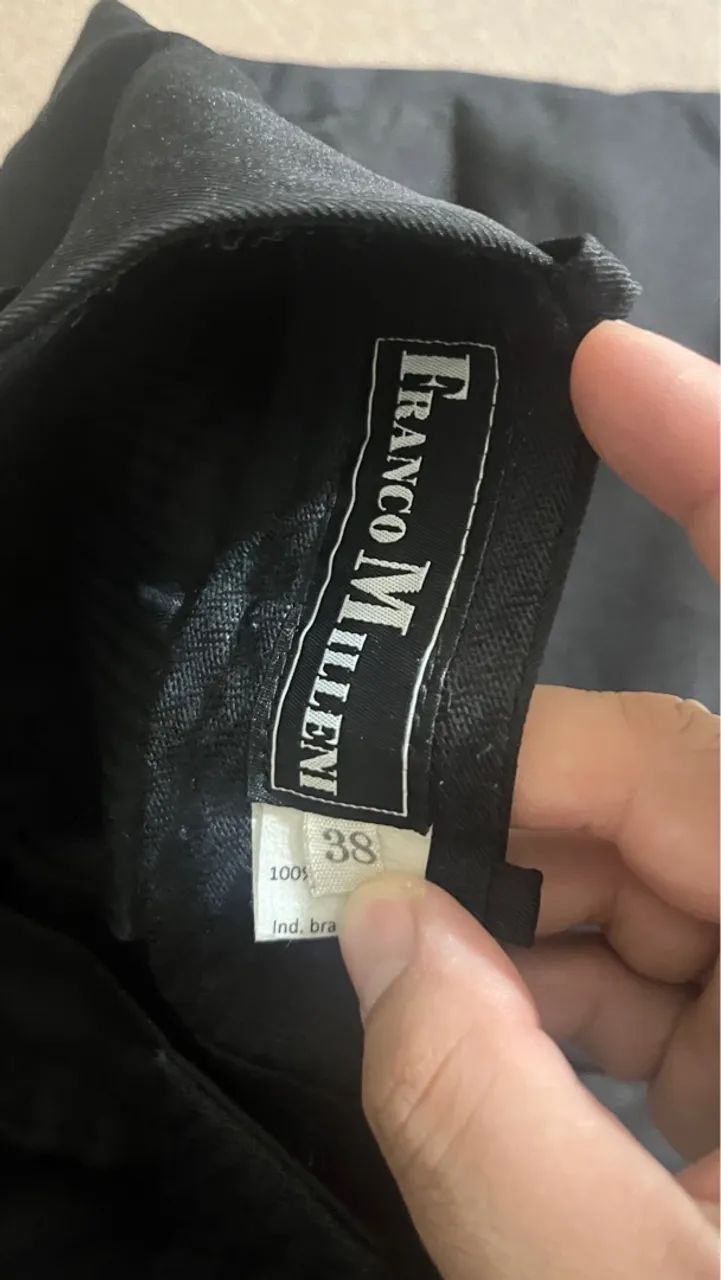 FRANCO MILLENI
38
100%
Ind. bra